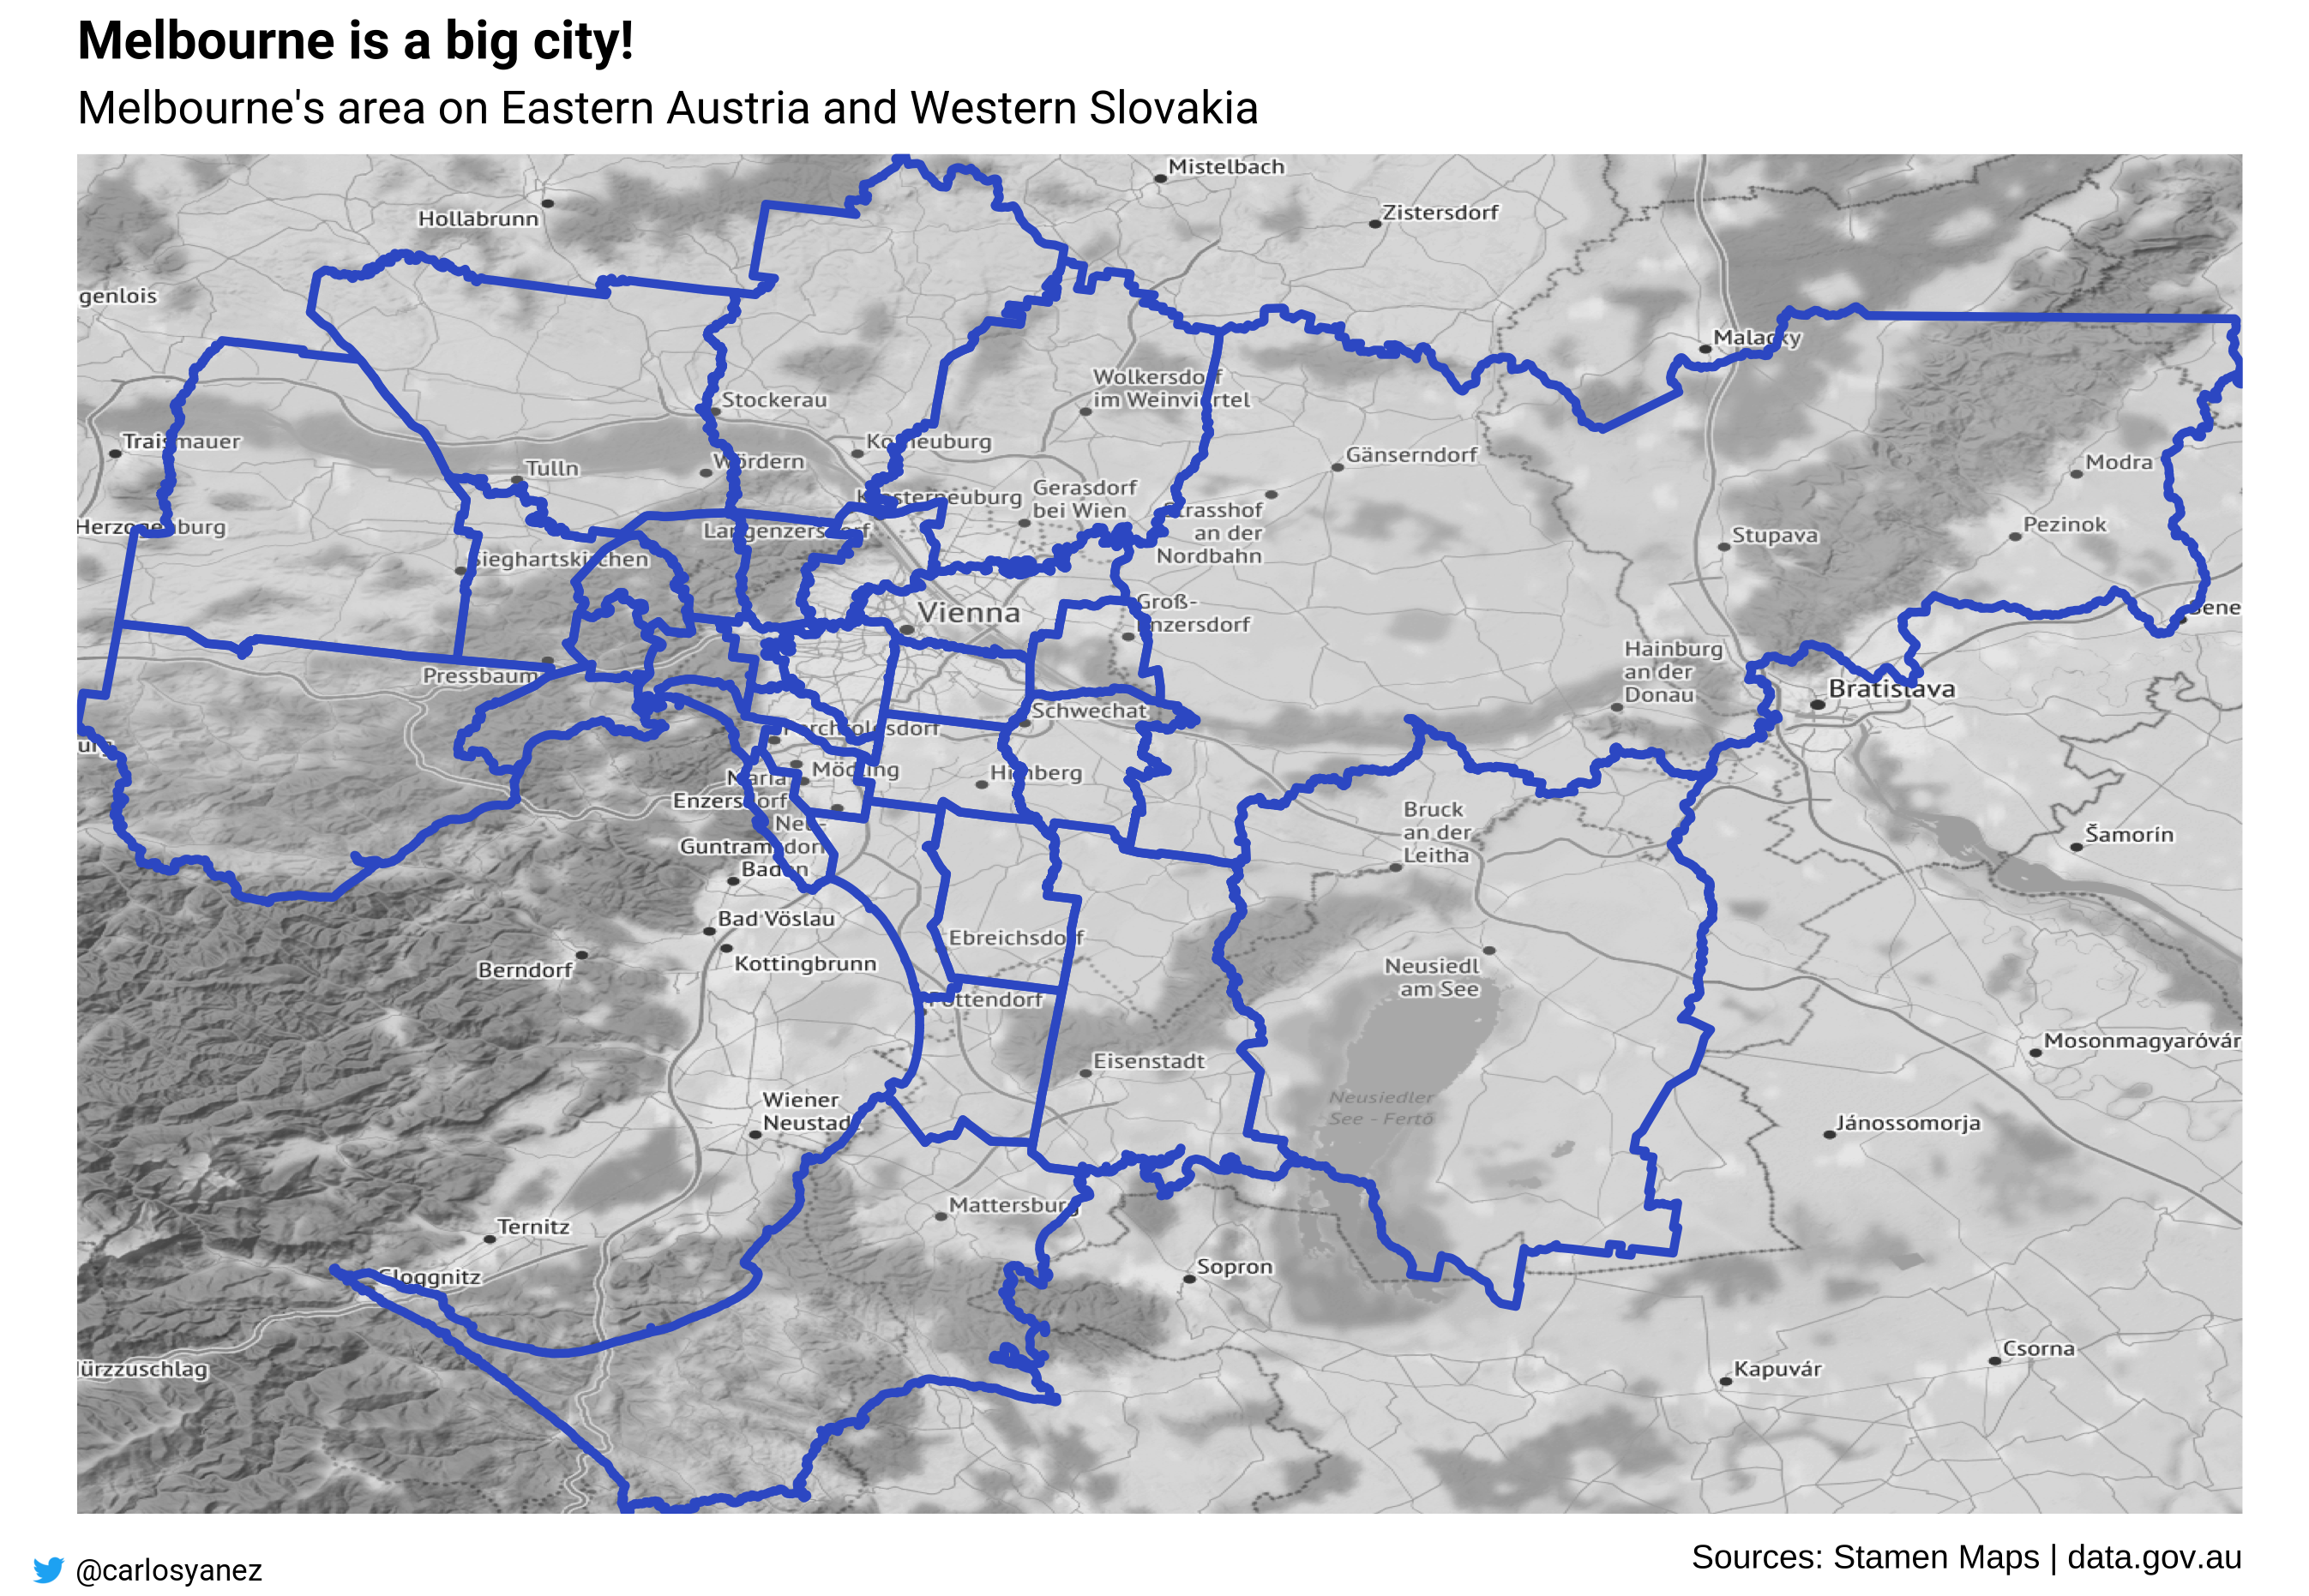 Melbourne is a big city!
Melbourne's area on Eastern Austria and Western Slovakia
Mistelbach
Zistersdorf
Hollabrunn
genlois
Malacky
Wolkersdorf
im Weinviertel
Stockerau
Traismauer
Korneuburg
Gänserndorf
Wördern
Tulln
Modra
Gerasdorf
bei Wien
Klosterneuburg
Strasshof
an der
Nordbahn
Herzogenburg
Langenzersdorf
Stupava
Pezinok
Sieghartskirchen
Vienna
Groß-
Enzersdorf
Sene
Hainburg
an der
Donau
Pressbaum
Bratislava
Schwechat
Perchtoldsdorf
urg
Mödling
Himberg
Maria
Enzersdorf
Neu-
Guntramsdorf
Bruck
an der
Leitha
Šamorín
Baden
Bad Vöslau
Kottingbrunn
Ebreichsdorf
Berndorf
Neusiedl
am See
Pottendorf
Mosonmagyaróvár
Eisenstadt
Wiener
Neustadt
Neusiedler
See - Fertő
Jánossomorja
Mattersburg
Ternitz
Sopron
Gloggnitz
Csorna
ürzzuschlag
Kapuvár
@carlosyanez
Sources: Stamen Maps | data.gov.au